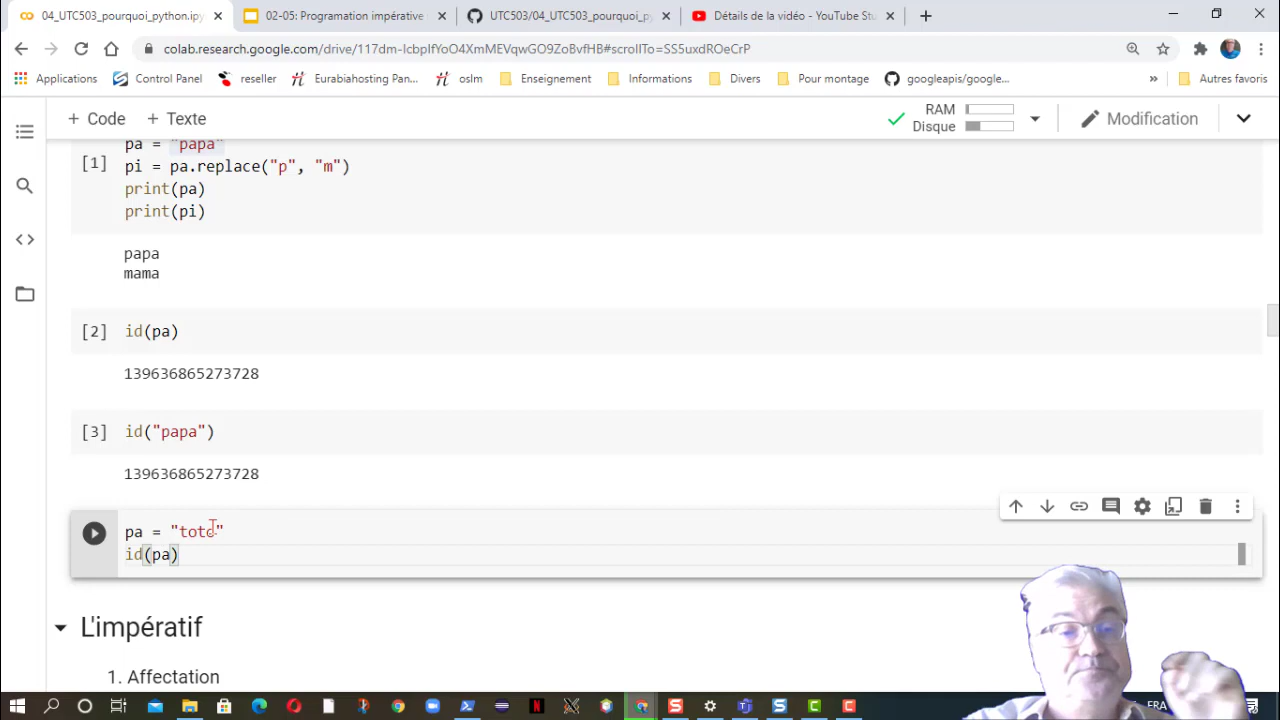 04_UTC503_pourquoi_python.ipy
02-05: Programation impérative
UTC503/04_UTC503_pourquoi_p
Détails de la vidéo - YouTube Stu
colab.research.google.com/drive/117dm-IcbpIfYoO4XmMEVqwGO9ZoBvfHB#scrollTo=SS5uxdROeCrP
Applications
Control Panel
reseller
Eurabiahosting Pan...
oslm
Enseignement
Informations
Divers
Pour montage
googleapis/google...
»
Autres favoris
+ Code
+ Texte
RAM
Disque
Modification
pa = "papa"
[1]
pi = pa.replace("p", "m")
print(pa)
print(pi)
papa
mama
[2]
id(pa)
139636865273728
[3]
id("papa")
139636865273728
pa = "toto"
id(pa)
L'impératif
1. Affectation
FRA